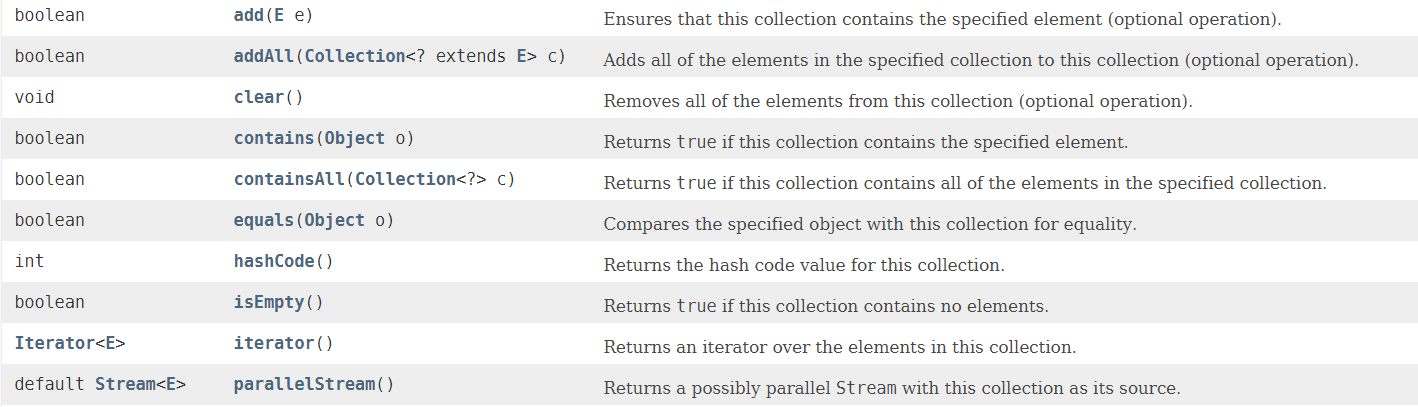 boolean add(E e) Ensures that this collection contains the specified element (optional operation).
boolean addAll(Collection<? extends E> c) Adds all of the elements in the specified collection to this collection (optional operation).
void clear() Removes all of the elements from this collection (optional operation).
boolean contains(Object o) Returns true if this collection contains the specified element.
boolean containsAll(Collection<?> c) Returns true if this collection contains all of the elements in the specified collection.
boolean equals(Object o) Compares the specified object with this collection for equality.
int hashCode() Returns the hash code value for this collection.
boolean isEmpty() Returns true if this collection contains no elements.
Iterator<E> iterator() Returns an iterator over the elements in this collection.
default Stream<E> parallelStream() Returns a possibly parallel Stream with this collection as its source.